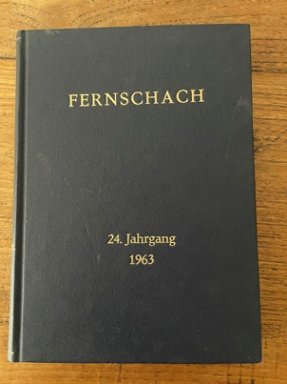 FERNSCHACH
24. Jahrgang
1963